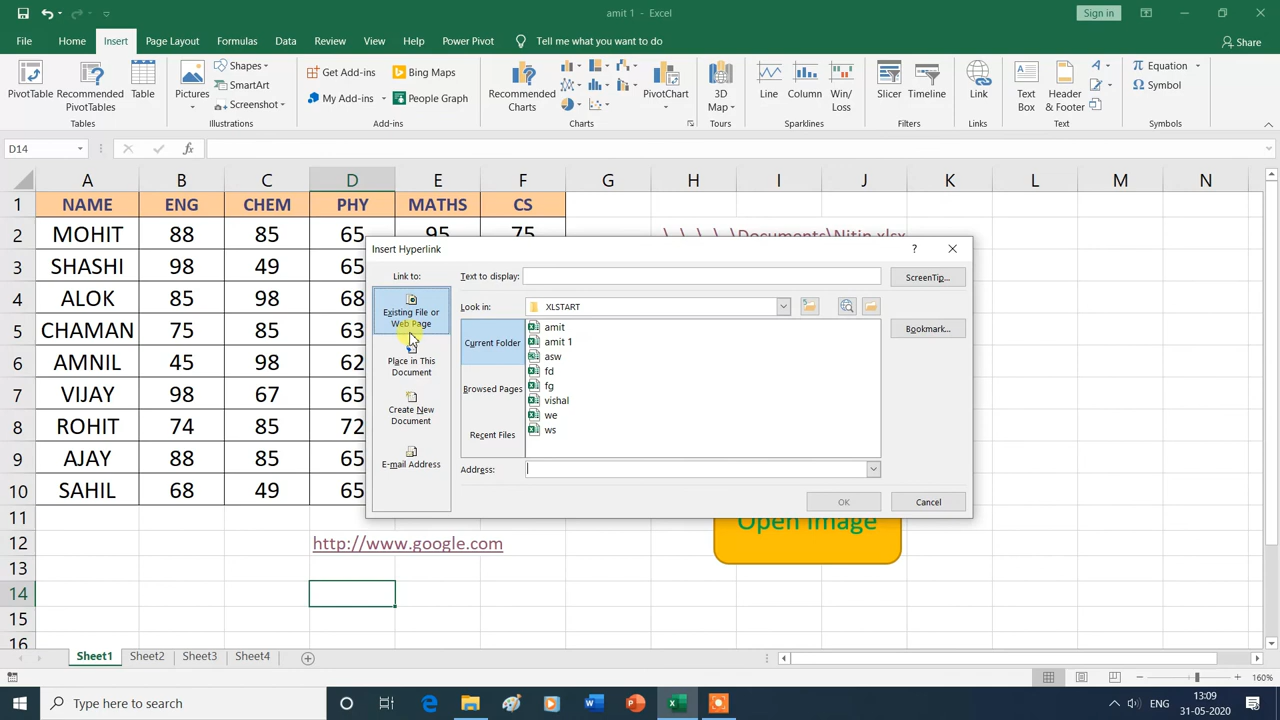 amit 1 - Excel
Sign in
File Home Insert Page Layout Formulas Data Review View Help Power Pivot Tell me what you want to do Share
PivotTable Recommended PivotTables Table
Tables
Pictures Shapes SmartArt Screenshot
Illustrations
Get Add-ins My Add-ins Bing Maps People Graph
Add-ins
Recommended Charts PivotChart
Charts
3D Map
Tours
Line Column Win/Loss
Sparklines
Slicer Timeline
Filters
Link
Links
Text Box Header & Footer
Text
Equation Symbol
Symbols
D14 fx
A B C D E F G H I J K L M N
1 NAME ENG CHEM PHY MATHS CS
2 MOHIT 88 85 65 95 75 \_\_\_\_\Documents\Nitin.xlsx
3 SHASHI 98 49 65
4 ALOK 85 98 68
5 CHAMAN 75 85 63
6 AMNIL 45 98 62
7 VIJAY 98 67 65
8 ROHIT 74 85 72
9 AJAY 88 85 65
10 SAHIL 68 49 65
11 Open Image
12 http://www.google.com
13
14
15
16
Insert Hyperlink ?
Link to: Text to display: ScreenTip...
Existing File or Web Page
Place in This Document
Create New Document
E-mail Address
Look in: XLSTART
Bookmark...
Current Folder
Browsed Pages
Recent Files
amit
amit 1
asw
fd
fg
vishal
we
ws
Address:
OK Cancel
Sheet1 Sheet2 Sheet3 Sheet4
160%
Type here to search
ENG
13:09
31-05-2020